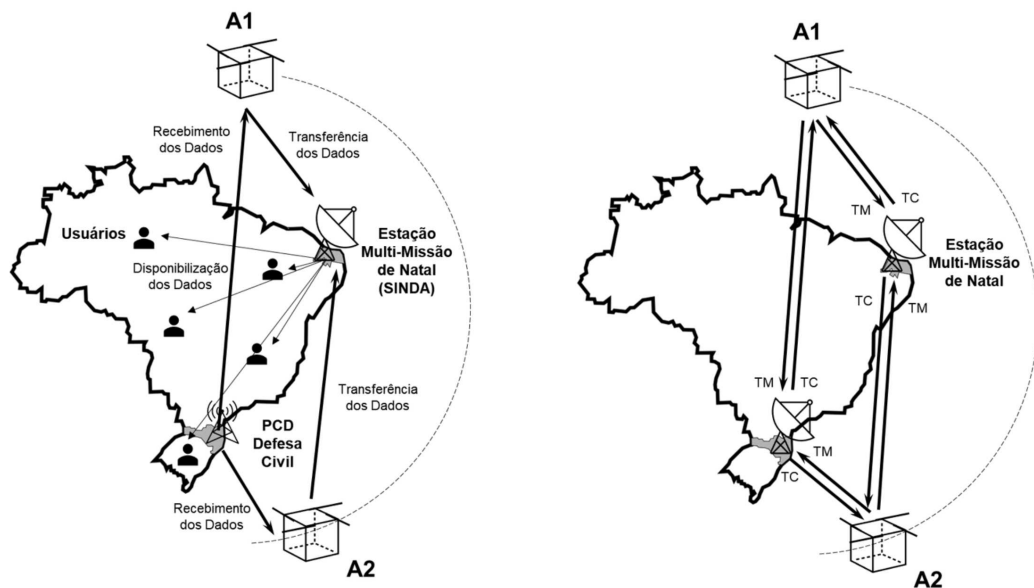 A1
Recebimento
dos Dados
Transferência
dos Dados
Usuários
Estação
Multi-Missão
de Natal
(SINDA)
Disponibilização
dos Dados
Transferência
dos Dados
PCD
Defesa
Civil
Recebimento
dos Dados
A2
A1
TC
TM
Estação
Multi-Missão
de Natal
TC
TM
TM
TC
TM
TC
A2